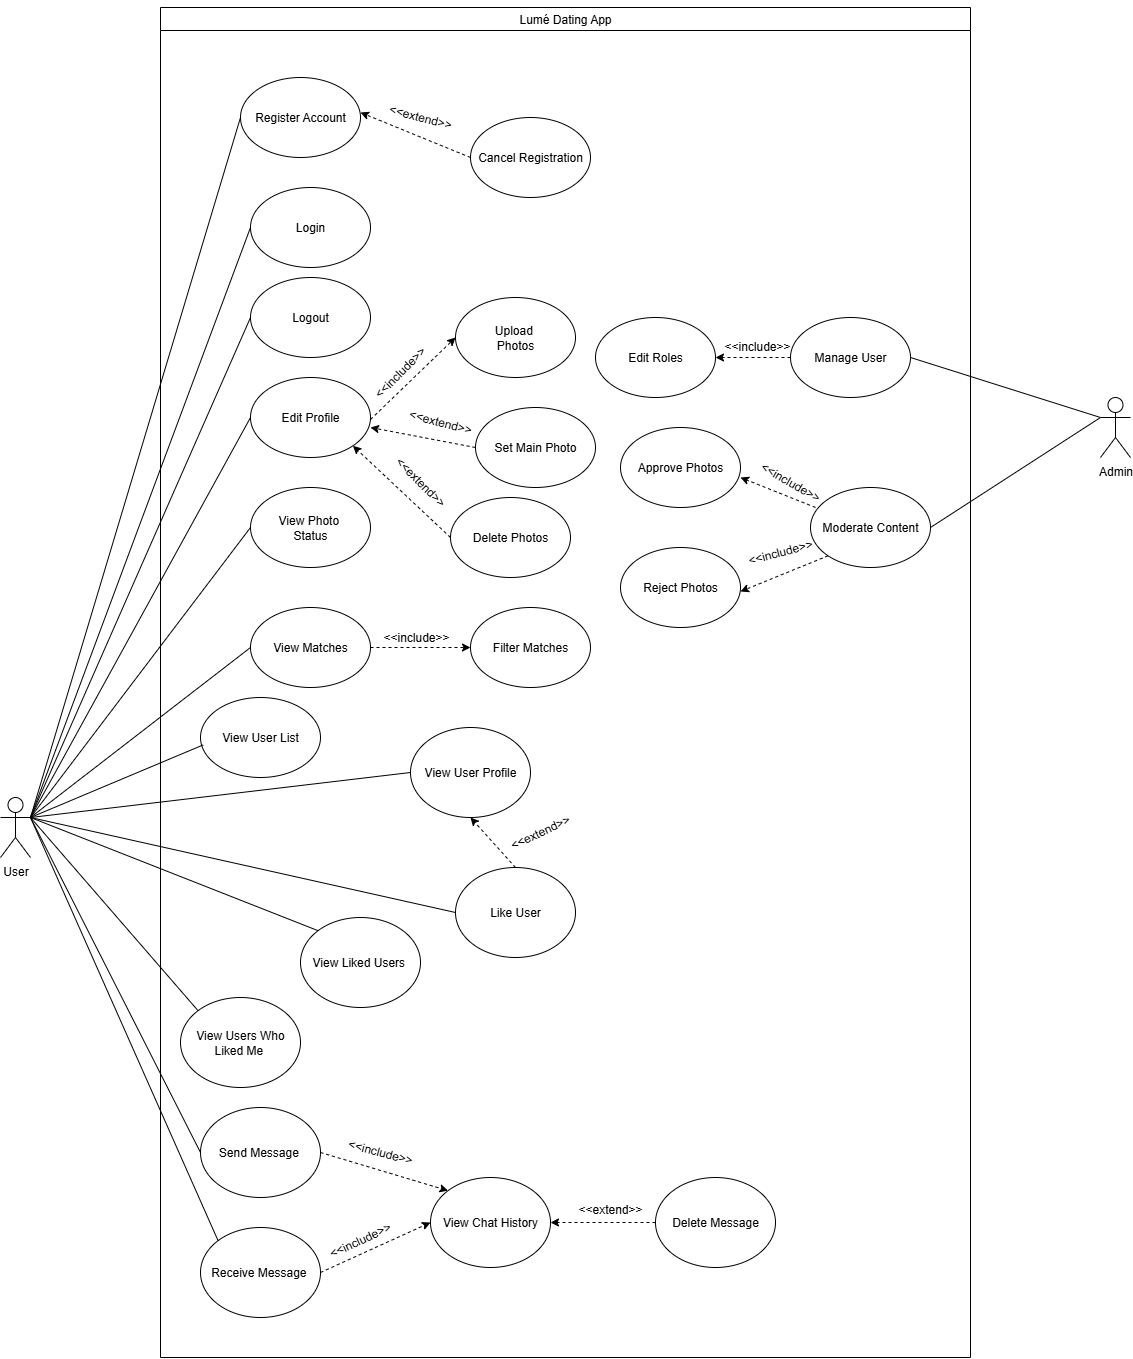 Lumé Dating App
Register Account
<<extend>>
Cancel Registration
Login
Logout
Edit Profile
<<include>>
Upload
Photos
<<extend>>
Set Main Photo
<<extend>>
Delete Photos
Edit Roles
<<include>>
Manage User
Approve Photos
<<include>>
Moderate Content
<<include>>
Reject Photos
Admin
View Photo
Status
View Matches
<<include>>
Filter Matches
View User List
View User Profile
<<extend>>
Like User
User
View Liked Users
View Users Who
Liked Me
Send Message
<<include>>
View Chat History
<<extend>>
Delete Message
<<include>>
Receive Message